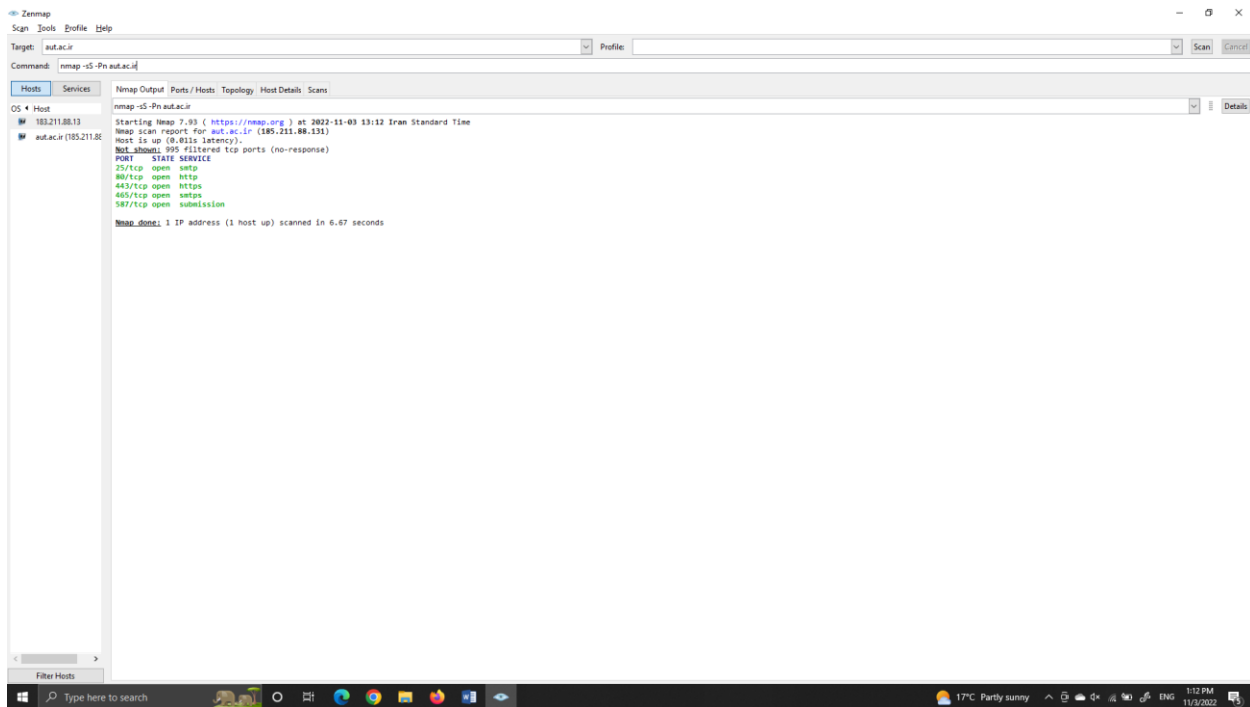 Zenmap
Scan Tools Profile Help
Target: aut.ac.ir Profile: Scan Cancel
Command: nmap -sS -Pn aut.ac.ir
Hosts Services Nmap Output Ports / Hosts Topology Host Details Scans
OS Host nmap -sS -Pn aut.ac.ir Details
183.211.88.13
aut.ac.ir (185.211.88
Starting Nmap 7.93 ( https://nmap.org ) at 2022-11-03 13:12 Iran Standard Time
Nmap scan report for aut.ac.ir (185.211.88.131)
Host is up (0.011s latency).
Not shown: 995 filtered tcp ports (no-response)
PORT STATE SERVICE
25/tcp open smtp
80/tcp open http
443/tcp open https
465/tcp open smtps
587/tcp open submission
Nmap done: 1 IP address (1 host up) scanned in 6.67 seconds
Filter Hosts
Type here to search 17°C Partly sunny ENG 1:12 PM
11/3/2022